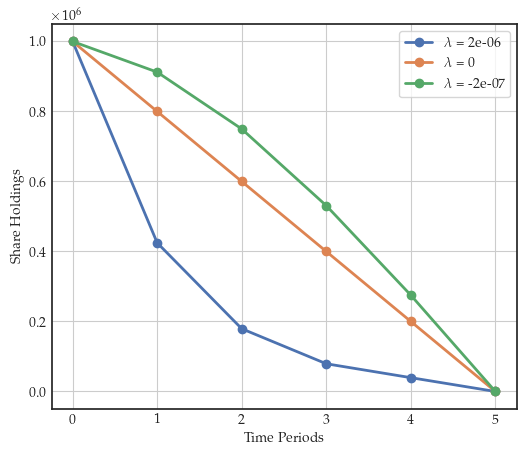 ×10⁶
1.0
0.8
0.6
0.4
0.2
0.0
Share Holdings
λ = 2e-06
λ = 0
λ = -2e-07
0 1 2 3 4 5
Time Periods